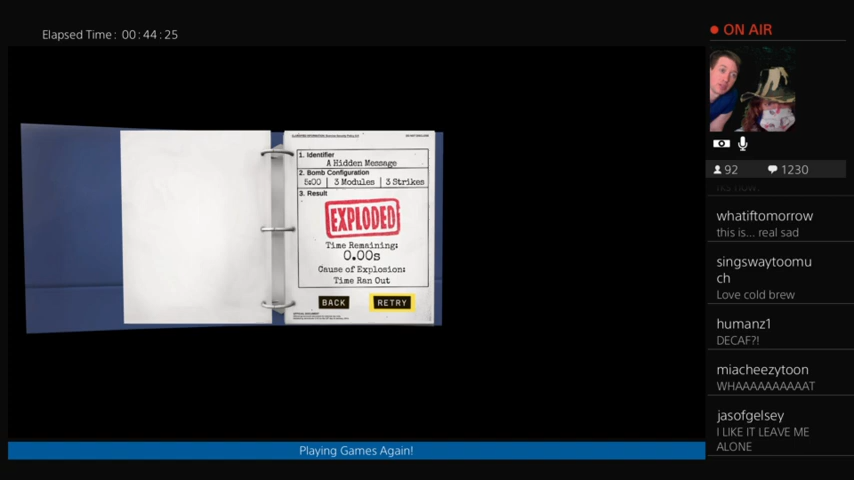 Elapsed Time: 00:44:25
ON AIR
92
1230
1. Identifier
A Hidden Message
2. Bomb Configuration
5:00 | 3 Modules | 3 Strikes
3. Result
EXPLODED
Time Remaining:
0.00s
Cause of Explosion:
Time Ran Out
BACK
RETRY
whatiftomorrow
this is... real sad
singswaytoomu
ch
Love cold brew
humanz1
DECAF?!
miacheezytoon
WHAAAAAAAAAT
jasofgelsey
I LIKE IT LEAVE ME
ALONE
Playing Games Again!